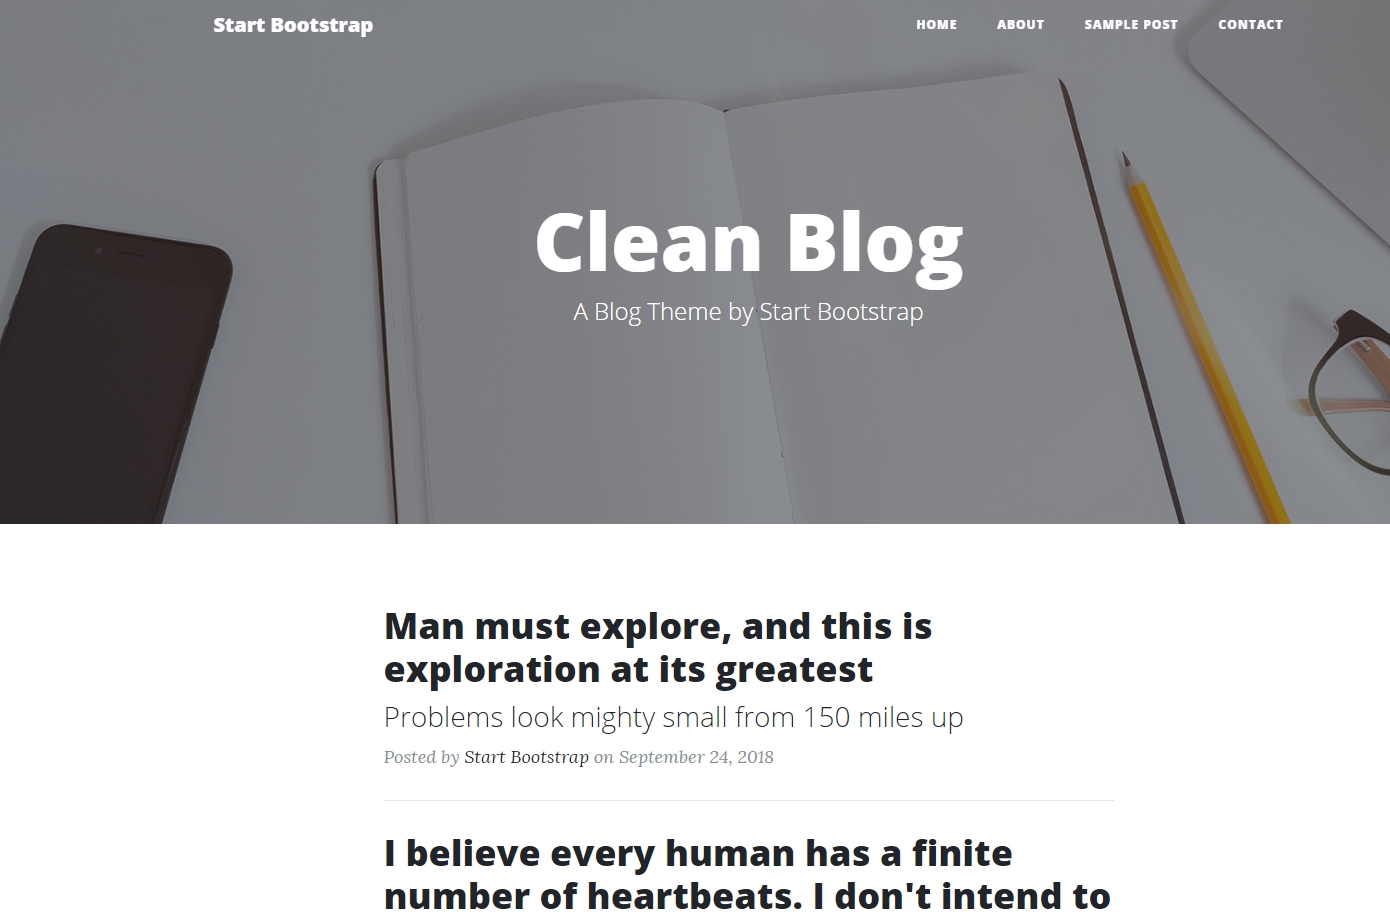 Start Bootstrap
HOME ABOUT SAMPLE POST CONTACT
Clean Blog
A Blog Theme by Start Bootstrap
Man must explore, and this is
exploration at its greatest
Problems look mighty small from 150 miles up
Posted by Start Bootstrap on September 24, 2018
I believe every human has a finite
number of heartbeats. I don't intend to